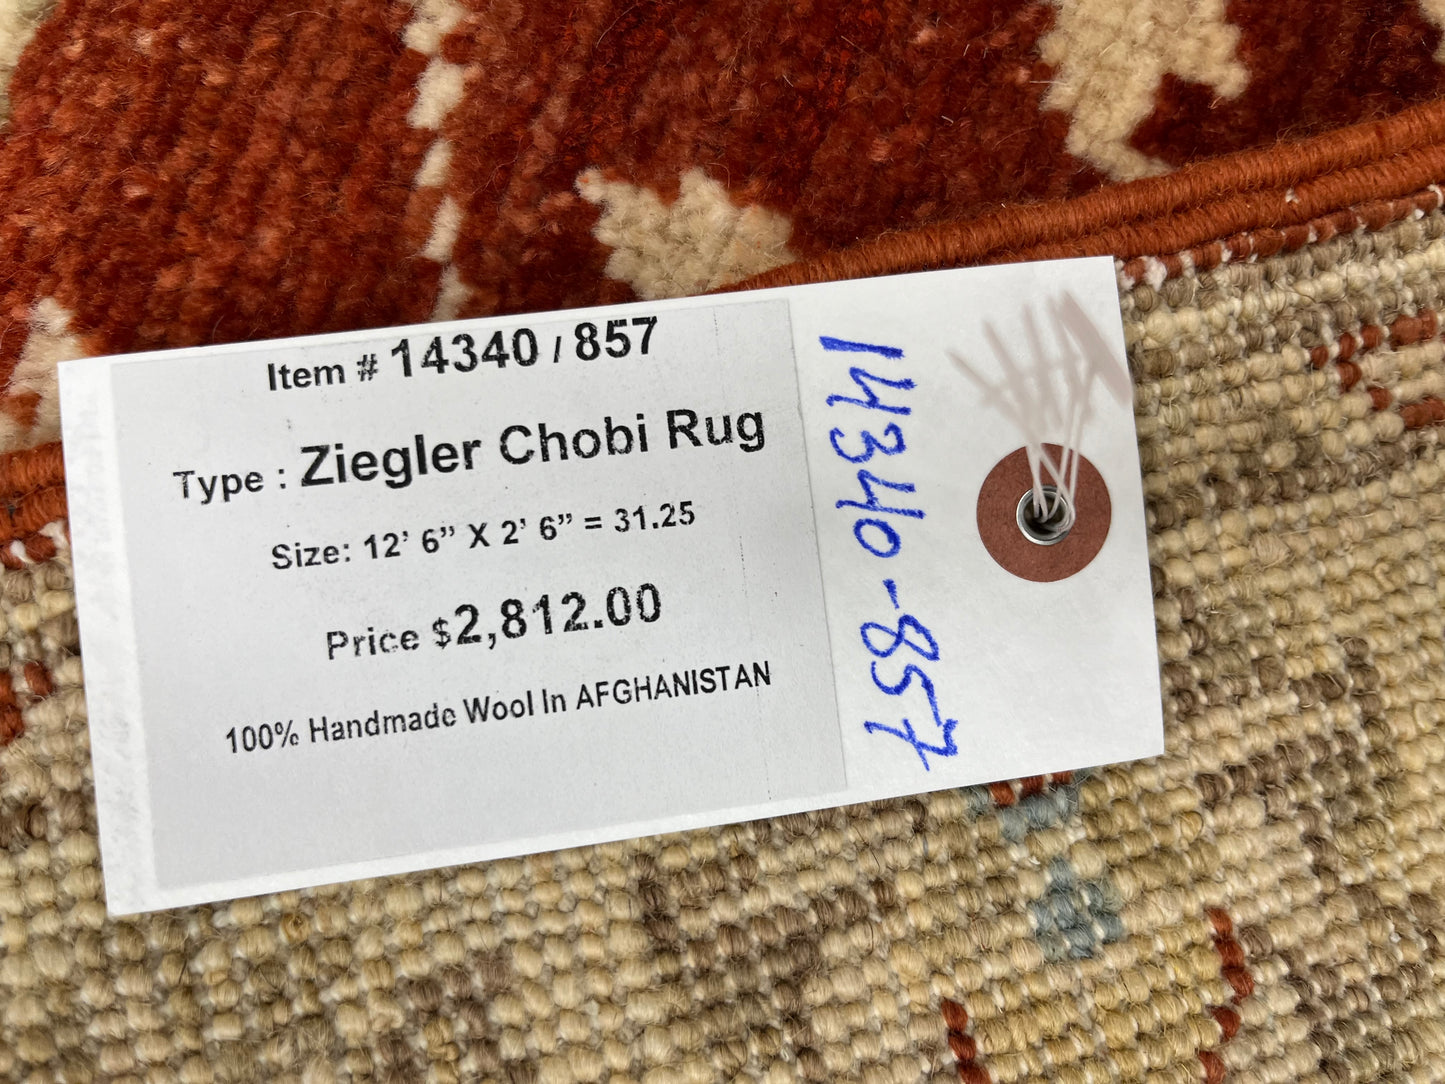 Item # 14340 / 857
Type : Ziegler Chobi Rug
Size: 12’ 6” X 2’ 6” = 31.25
Price $2,812.00
100% Handmade Wool In AFGHANISTAN
14340-857